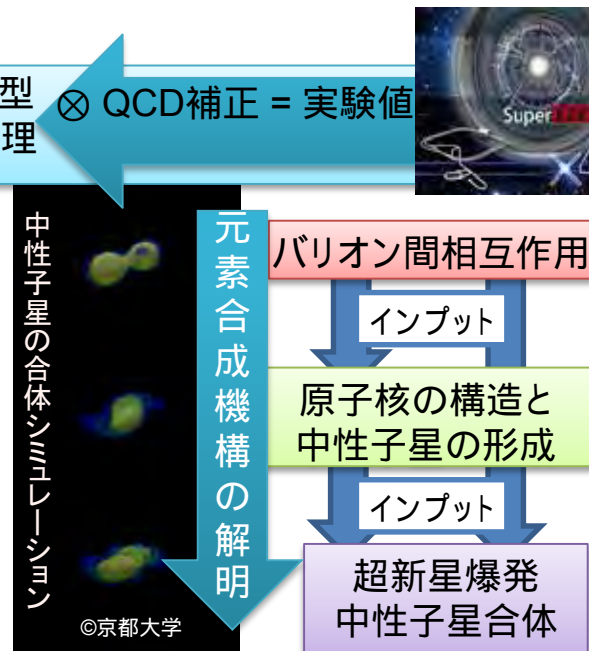 型
理
⊗ QCD補正 = 実験値
Super
中性子星の合体シミュレーション
©京都大学
元素合成機構の解明
バリオン間相互作用
インプット
原子核の構造と
中性子星の形成
インプット
超新星爆発
中性子星合体